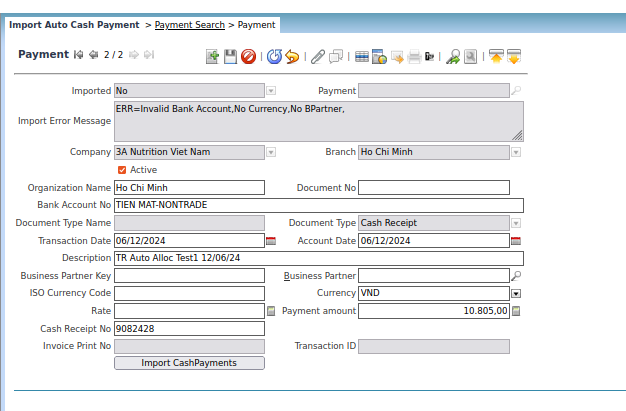 Import Auto Cash Payment > Payment Search > Payment
Payment 2 / 2
Imported No Payment
Import Error Message ERR=Invalid Bank Account,No Currency,No BPartner,
Company 3A Nutrition Viet Nam Branch Ho Chi Minh
Active
Organization Name Ho Chi Minh Document No
Bank Account No TIEN MAT-NONTRADE
Document Type Name Document Type Cash Receipt
Transaction Date 06/12/2024 Account Date 06/12/2024
Description TR Auto Alloc Test1 12/06/24
Business Partner Key Business Partner
ISO Currency Code Currency VND
Rate Payment amount 10.805,00
Cash Receipt No 9082428
Invoice Print No Transaction ID
Import CashPayments